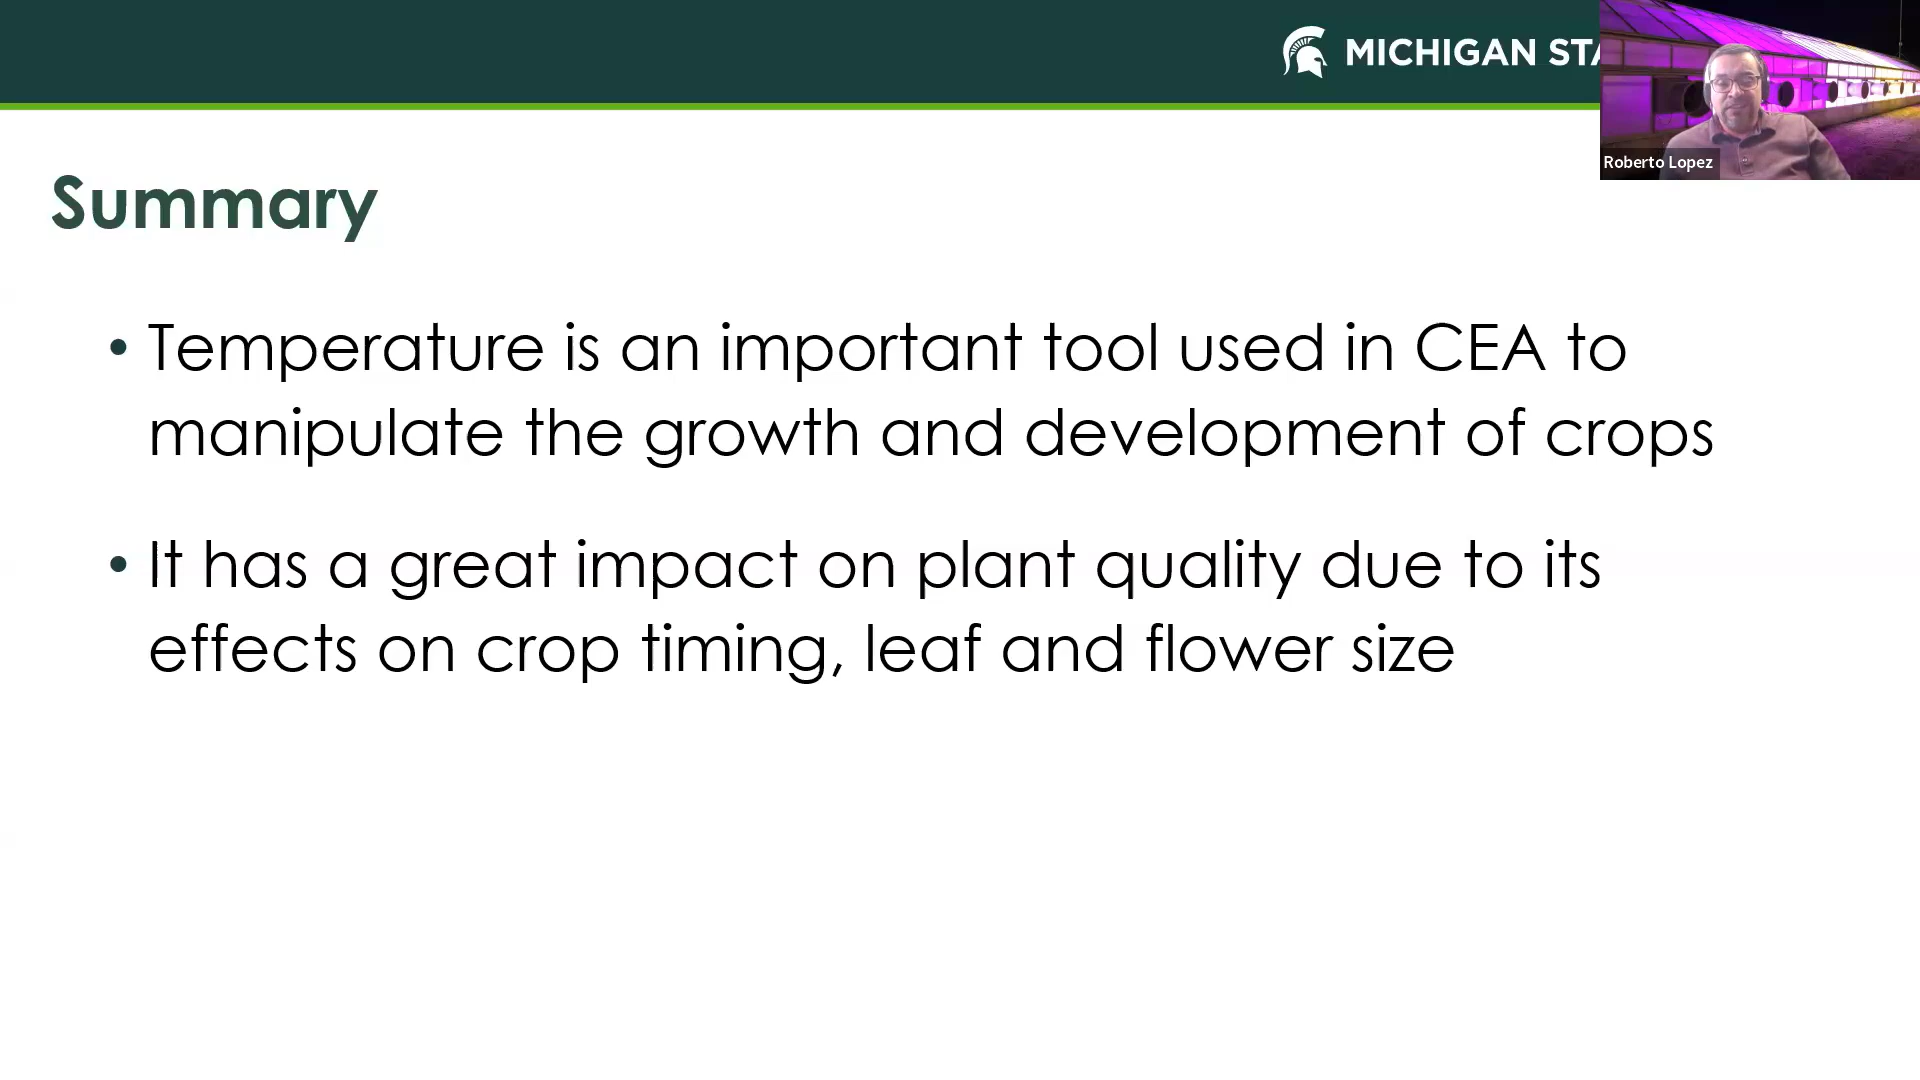 MICHIGAN STA
Roberto Lopez
Summary
• Temperature is an important tool used in CEA to
manipulate the growth and development of crops
• It has a great impact on plant quality due to its
effects on crop timing, leaf and flower size